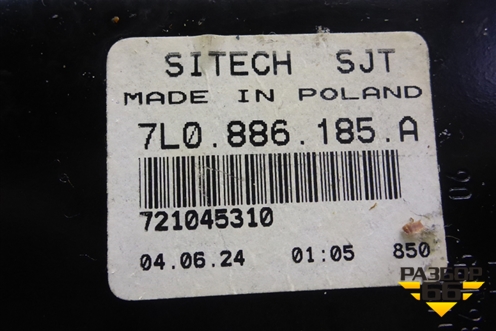 SITECH SJT
MADE IN POLAND
7L0.886.185.A
721045310
04.06.24 01:05 850
РАЗБОР
66